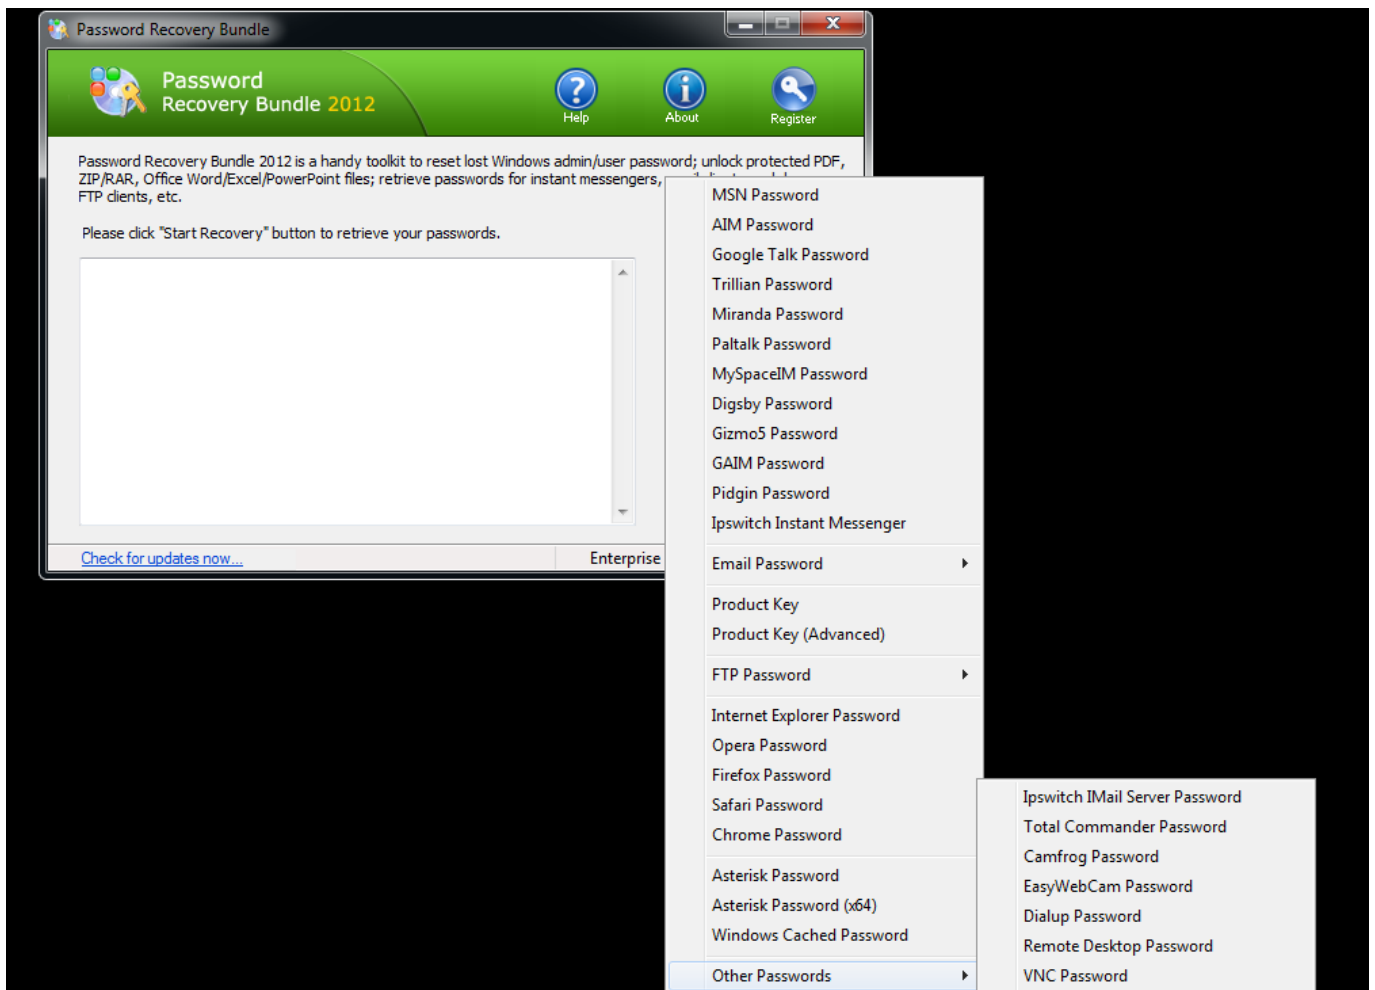 Password Recovery Bundle
Password
Recovery Bundle 2012
Help
About
Register
Password Recovery Bundle 2012 is a handy toolkit to reset lost Windows admin/user password; unlock protected PDF,
ZIP/RAR, Office Word/Excel/PowerPoint files; retrieve passwords for instant messengers,
FTP clients, etc.
Please click "Start Recovery" button to retrieve your passwords.
Check for updates now...
Enterprise
MSN Password
AIM Password
Google Talk Password
Trillian Password
Miranda Password
Paltalk Password
MySpaceIM Password
Digsby Password
Gizmo5 Password
GAIM Password
Pidgin Password
Ipswitch Instant Messenger
Email Password
Product Key
Product Key (Advanced)
FTP Password
Internet Explorer Password
Opera Password
Firefox Password
Safari Password
Chrome Password
Asterisk Password
Asterisk Password (x64)
Windows Cached Password
Other Passwords
Ipswitch IMail Server Password
Total Commander Password
Camfrog Password
EasyWebCam Password
Dialup Password
Remote Desktop Password
VNC Password